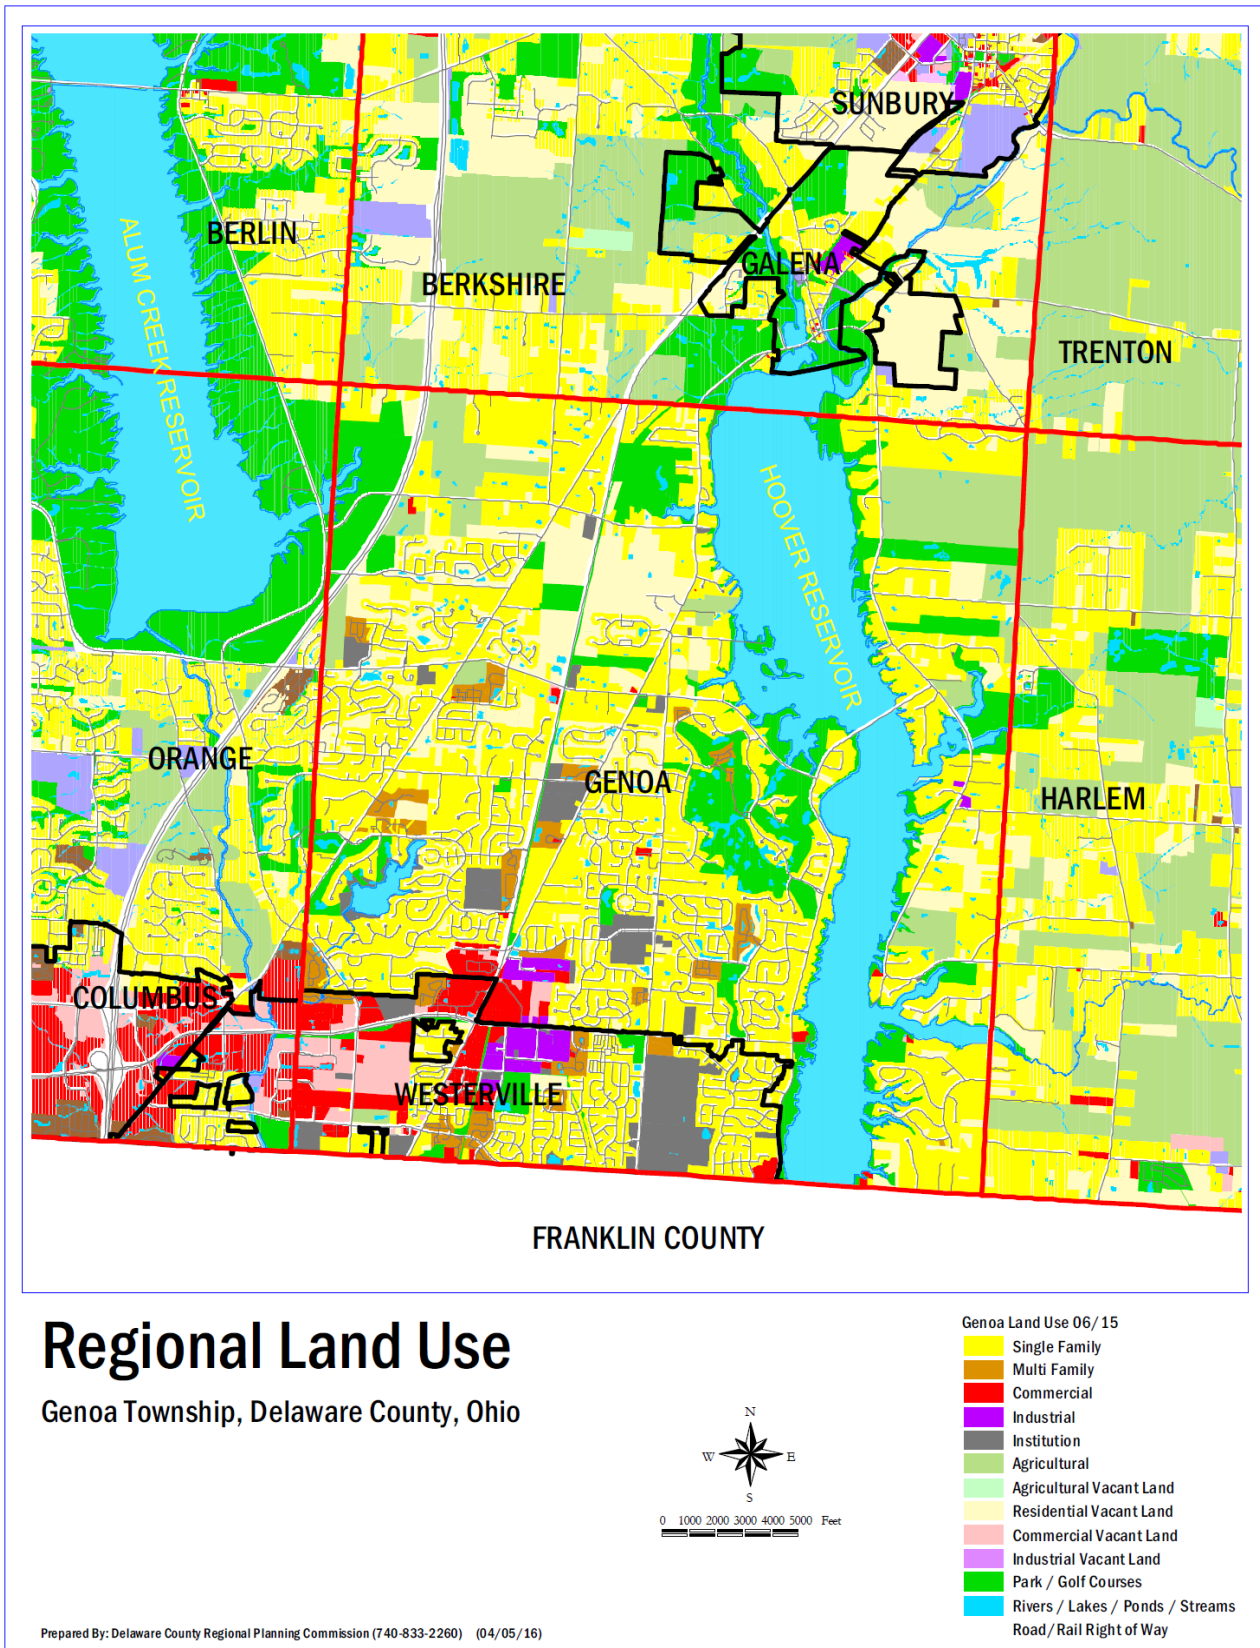 SUNBURY
BERLIN
GALENA
BERKSHIRE
TRENTON
ALUM CREEK RESERVOIR
HOOVER RESERVOIR
ORANGE
GENOA
HARLEM
COLUMBUS
WESTERVILLE
FRANKLIN COUNTY
Regional Land Use
Genoa Township, Delaware County, Ohio
N
W E
S
0 1000 2000 3000 4000 5000 Feet
Genoa Land Use 06/15
Single Family
Multi Family
Commercial
Industrial
Institution
Agricultural
Agricultural Vacant Land
Residential Vacant Land
Commercial Vacant Land
Industrial Vacant Land
Park / Golf Courses
Rivers / Lakes / Ponds / Streams
Road/Rail Right of Way
Prepared By: Delaware County Regional Planning Commission (740-833-2260) (04/05/16)